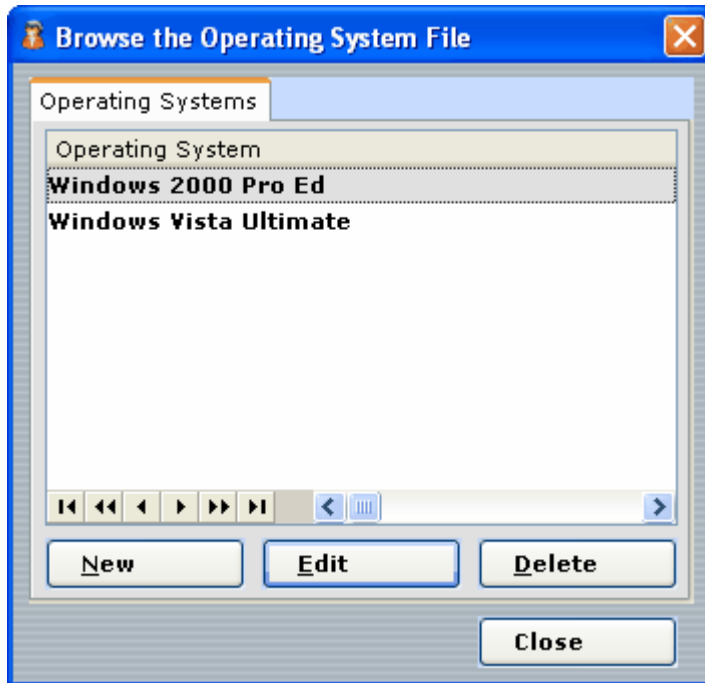 Browse the Operating System File
Operating Systems
Operating System
Windows 2000 Pro Ed
Windows Vista Ultimate
New Edit Delete
Close